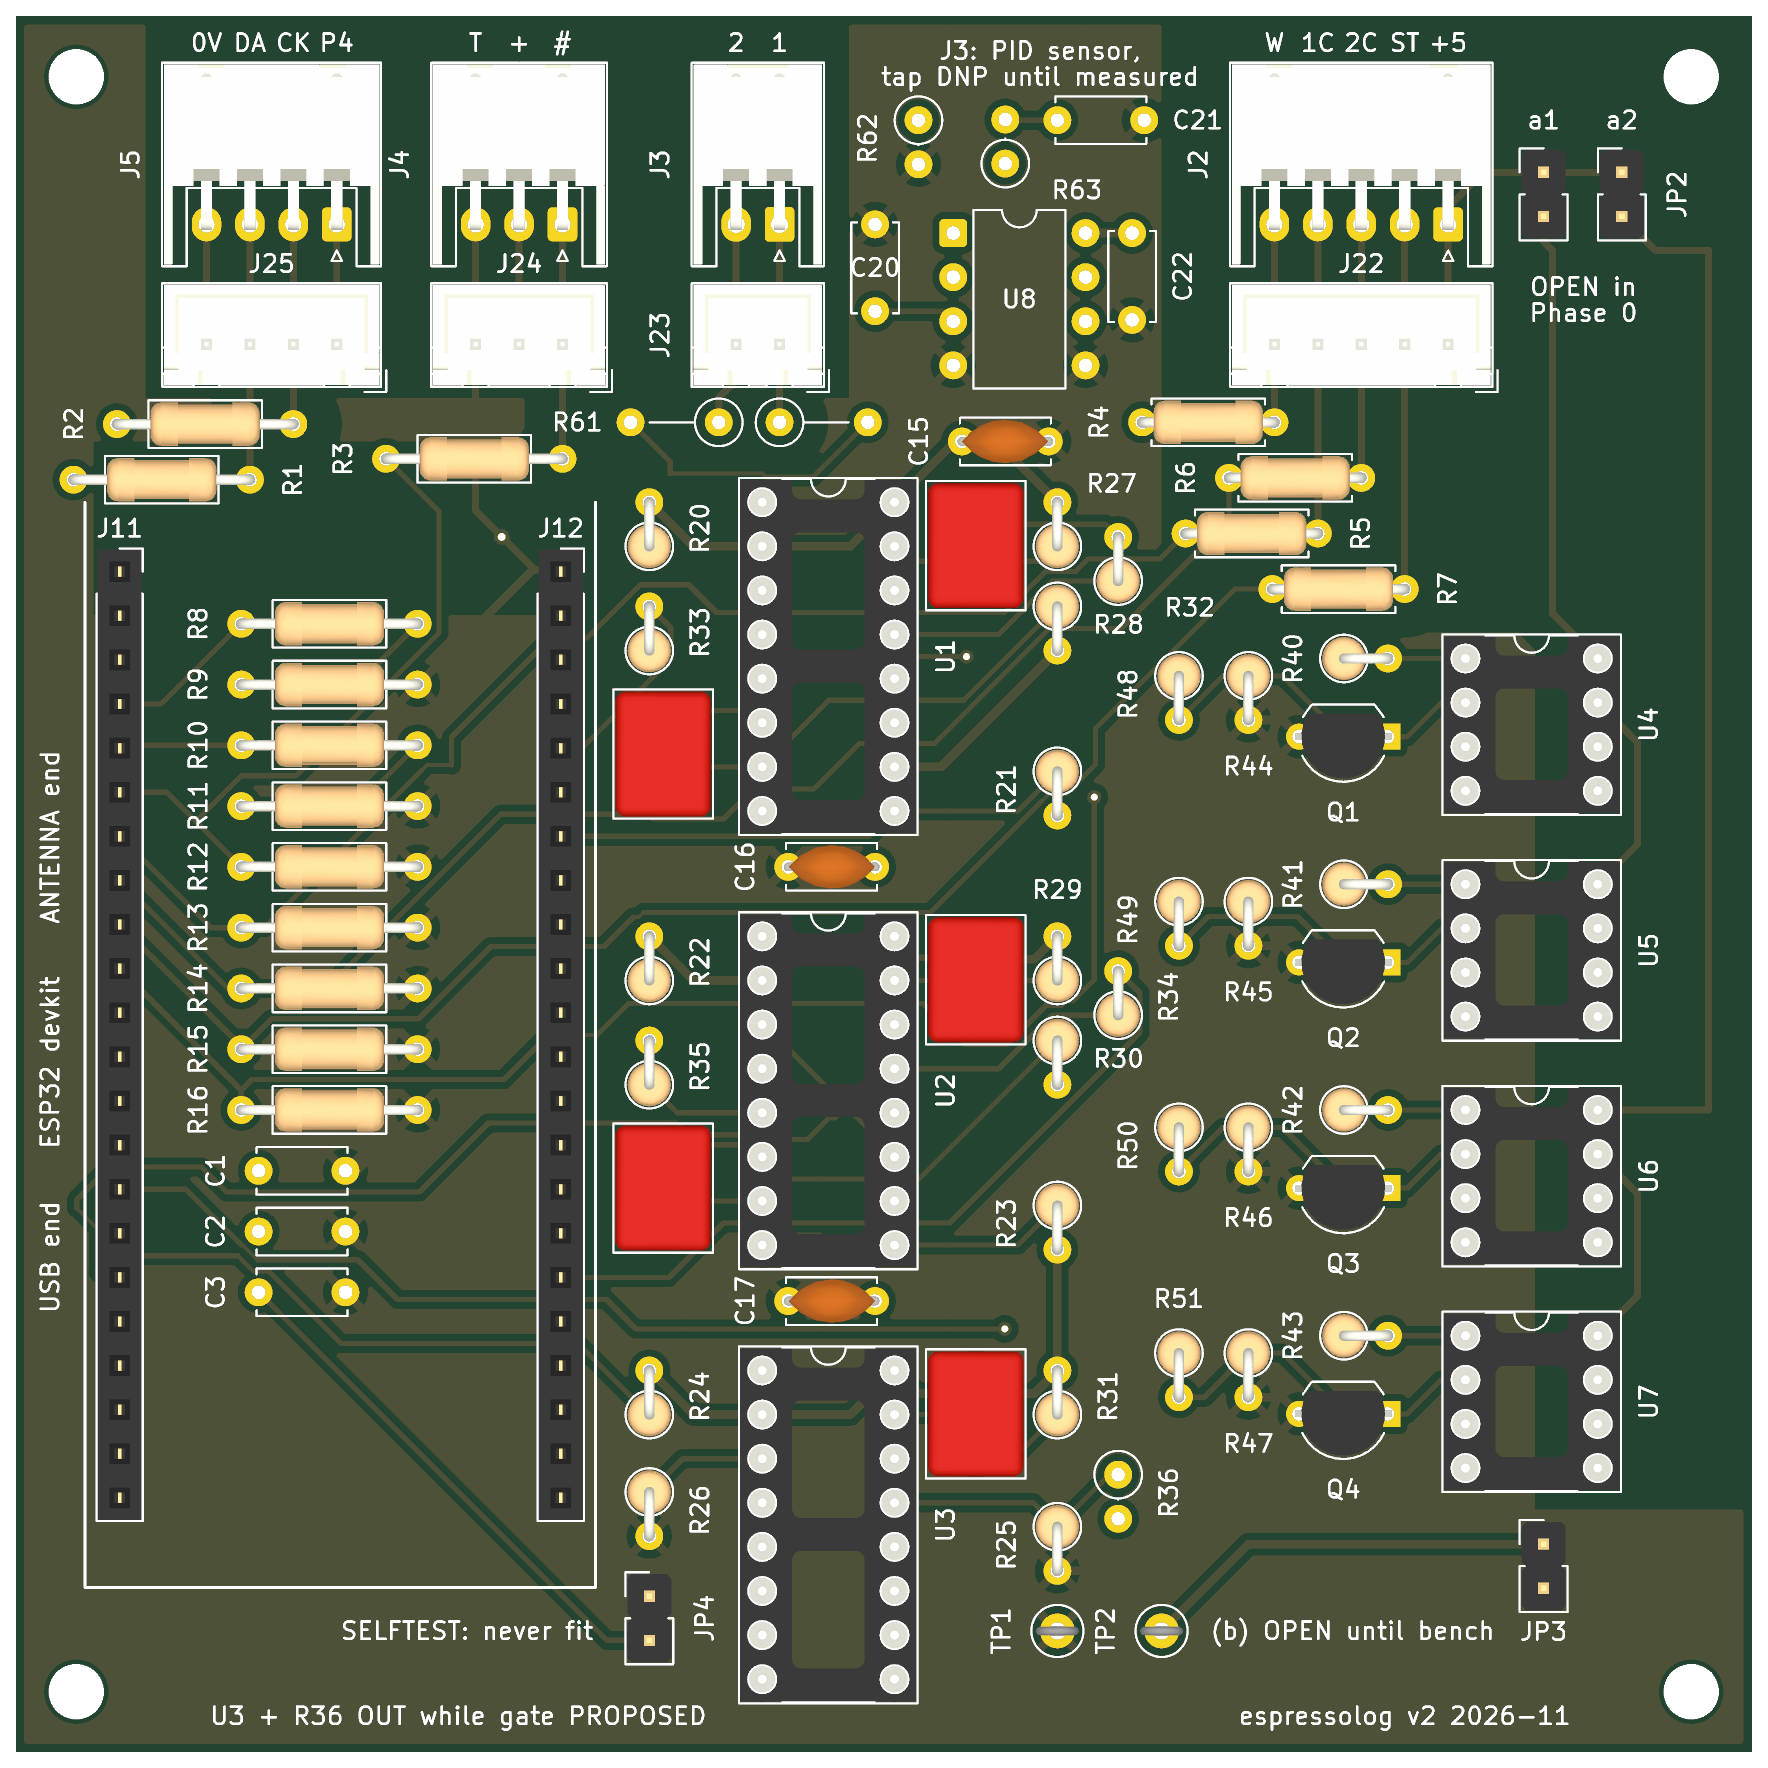 0V DA CK P4
T + #
2 1
J3: PID sensor,
tap DNP until measured
W 1C 2C ST +5
J5
J4
J3
R62
C21
J2
a1
a2
JP2
R63
J25
J24
J23
C20
U8
C22
J22
OPEN in
Phase 0
R2
R1
R3
R61
C15
R4
R6
R5
R7
J11
J12
R20
R27
R28
R32
R33
U1
R8
R9
R10
R11
R12
R13
R14
R15
R16
C1
C2
C3
ANTENNA end
ESP32 devkit
USB end
R48
R40
R44
Q1
U4
R21
C16
R29
R49
R41
R34
R45
Q2
U5
R22
R35
U2
R30
R50
R42
R46
Q3
U6
R23
C17
R51
R43
R47
Q4
U7
R24
R26
R31
R36
U3
R25
JP4
SELFTEST: never fit
TP1
TP2
(b) OPEN until bench
JP3
U3 + R36 OUT while gate PROPOSED
espressolog v2 2026-11